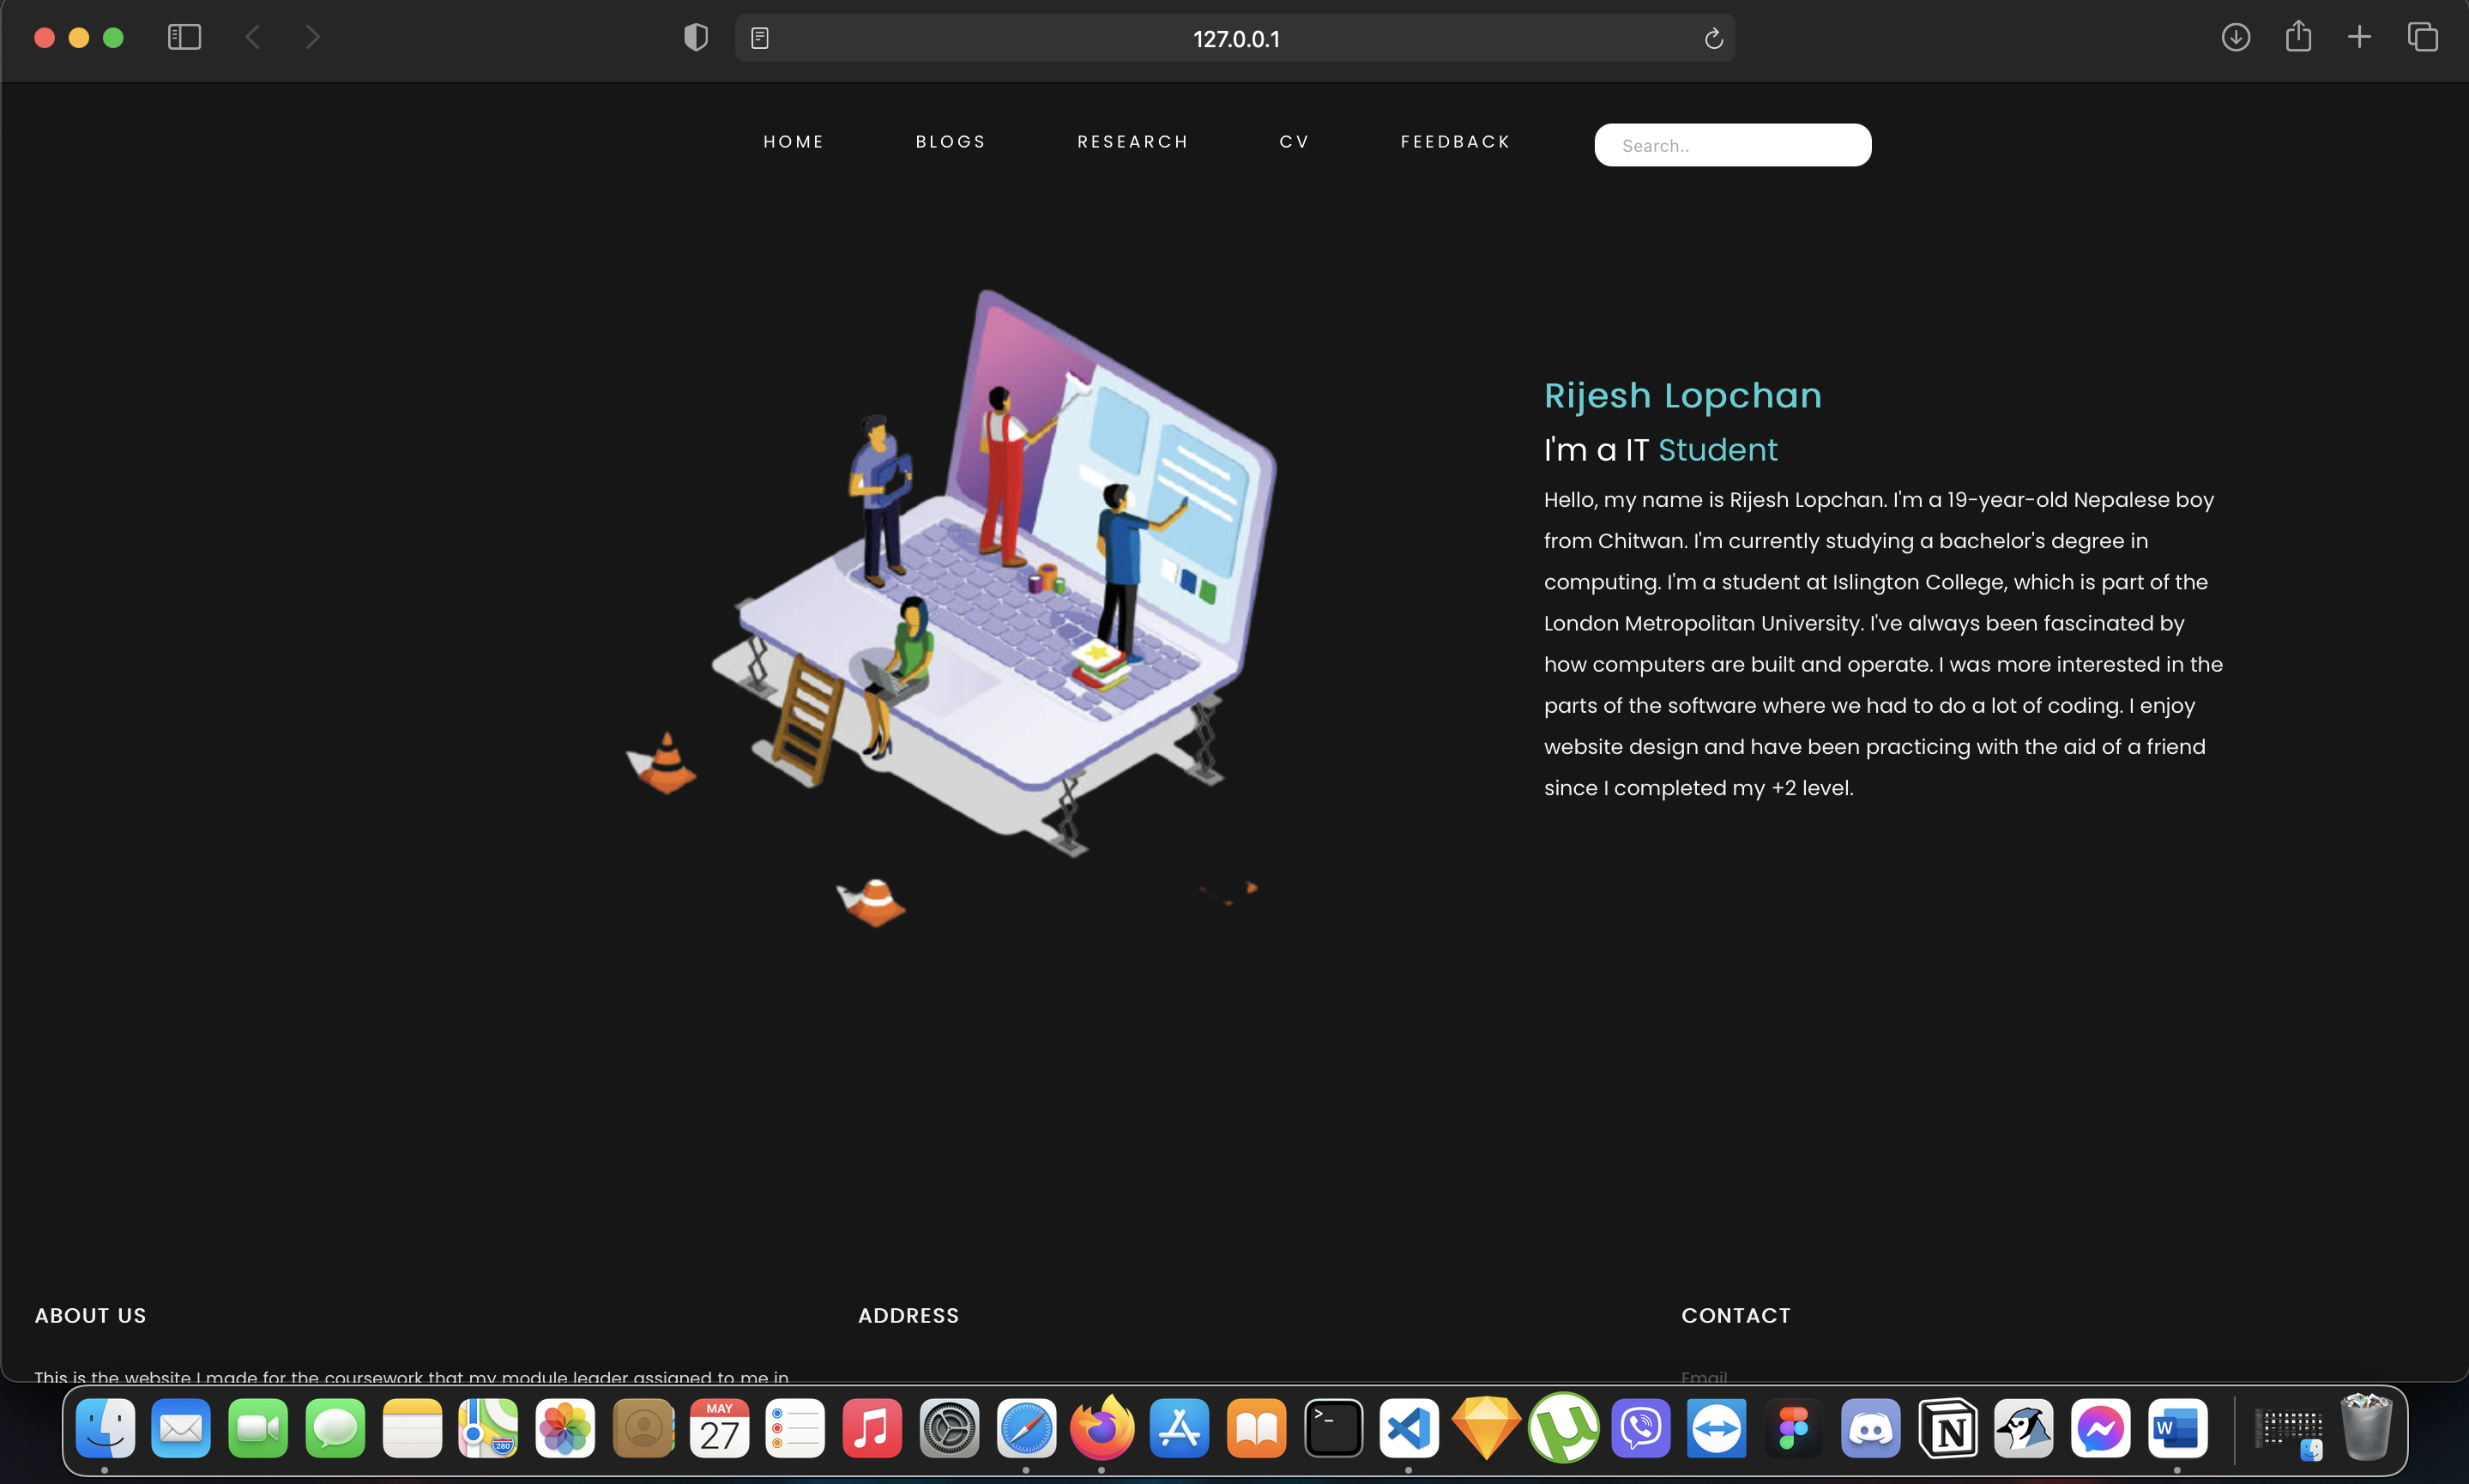 127.0.0.1
HOME BLOGS RESEARCH CV FEEDBACK Search..
Rijesh Lopchan
I'm a IT Student
Hello, my name is Rijesh Lopchan. I'm a 19-year-old Nepalese boy
from Chitwan. I'm currently studying a bachelor's degree in
computing. I'm a student at Islington College, which is part of the
London Metropolitan University. I've always been fascinated by
how computers are built and operate. I was more interested in the
parts of the software where we had to do a lot of coding. I enjoy
website design and have been practicing with the aid of a friend
since I completed my +2 level.
ABOUT US ADDRESS CONTACT
This is the website I made for the coursework that my module leader assigned to me in
Email
MAY
27
280
>_
N
W